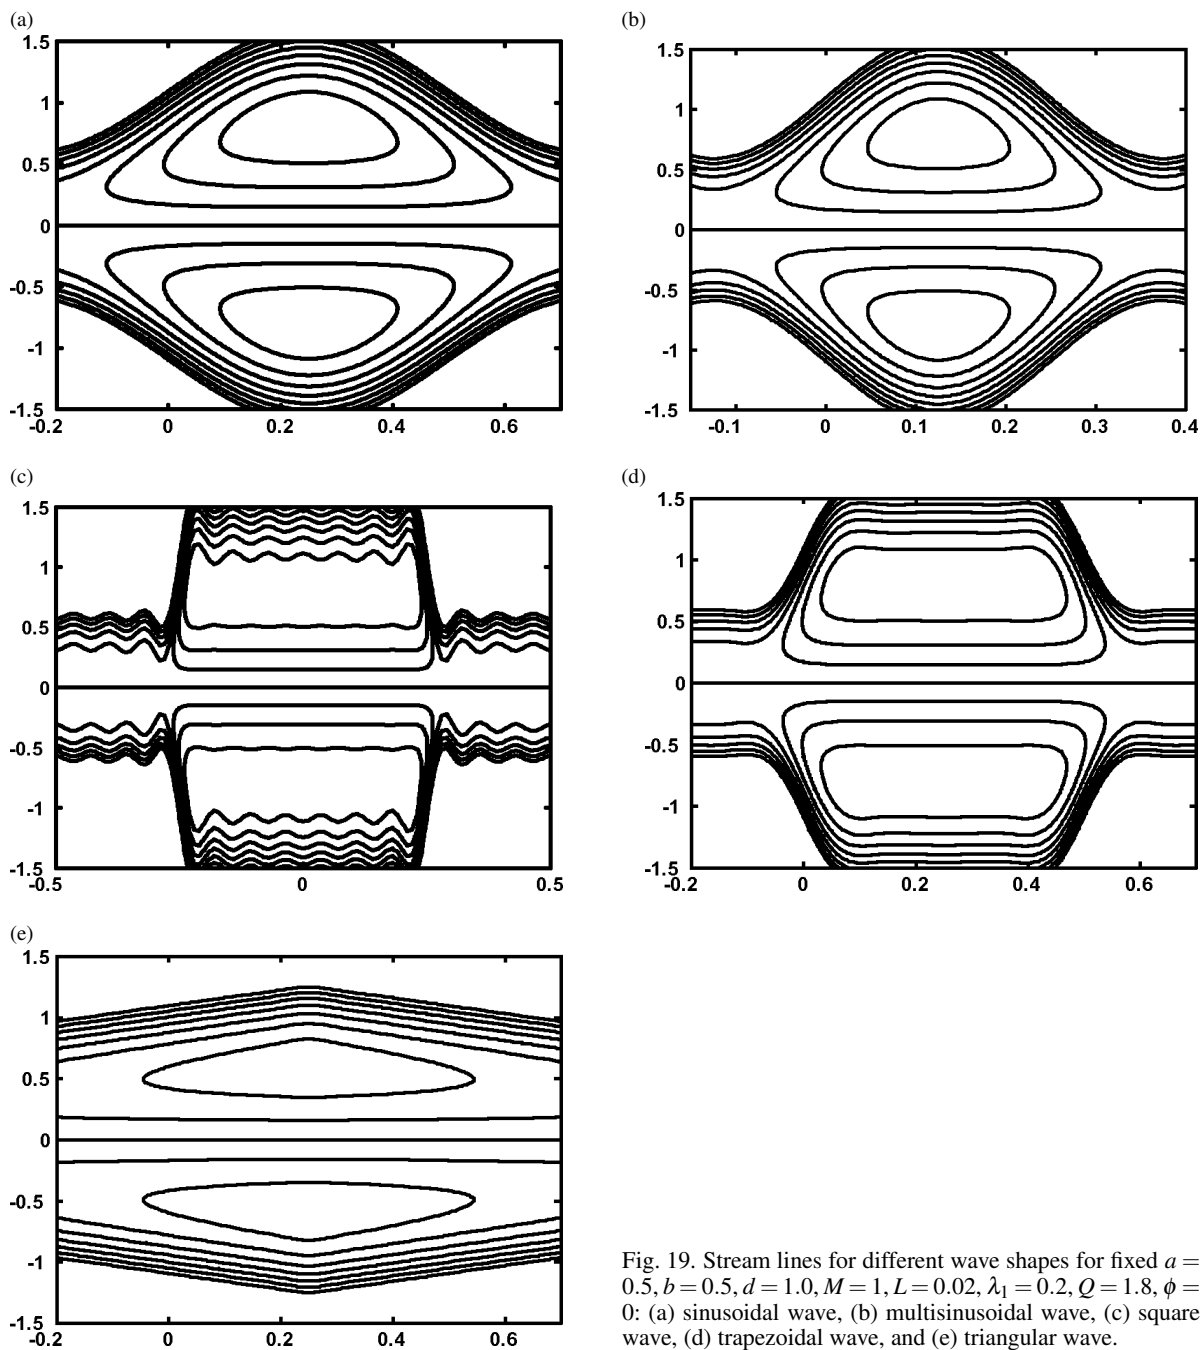 (a)
1.5
1
0.5
0
-0.5
-1
-1.5
-0.2 0 0.2 0.4 0.6
(b)
1.5
1
0.5
0
-0.5
-1
-1.5
-0.1 0 0.1 0.2 0.3 0.4
(c)
1.5
1
0.5
0
-0.5
-1
-1.5
-0.5 0 0.5
(d)
1.5
1
0.5
0
-0.5
-1
-1.5
-0.2 0 0.2 0.4 0.6
(e)
1.5
1
0.5
0
-0.5
-1
-1.5
-0.2 0 0.2 0.4 0.6
Fig. 19. Stream lines for different wave shapes for fixed a =
0.5, b = 0.5, d = 1.0, M = 1, L = 0.02, λ₁ = 0.2, Q = 1.8, ϕ =
0: (a) sinusoidal wave, (b) multisinusoidal wave, (c) square
wave, (d) trapezoidal wave, and (e) triangular wave.